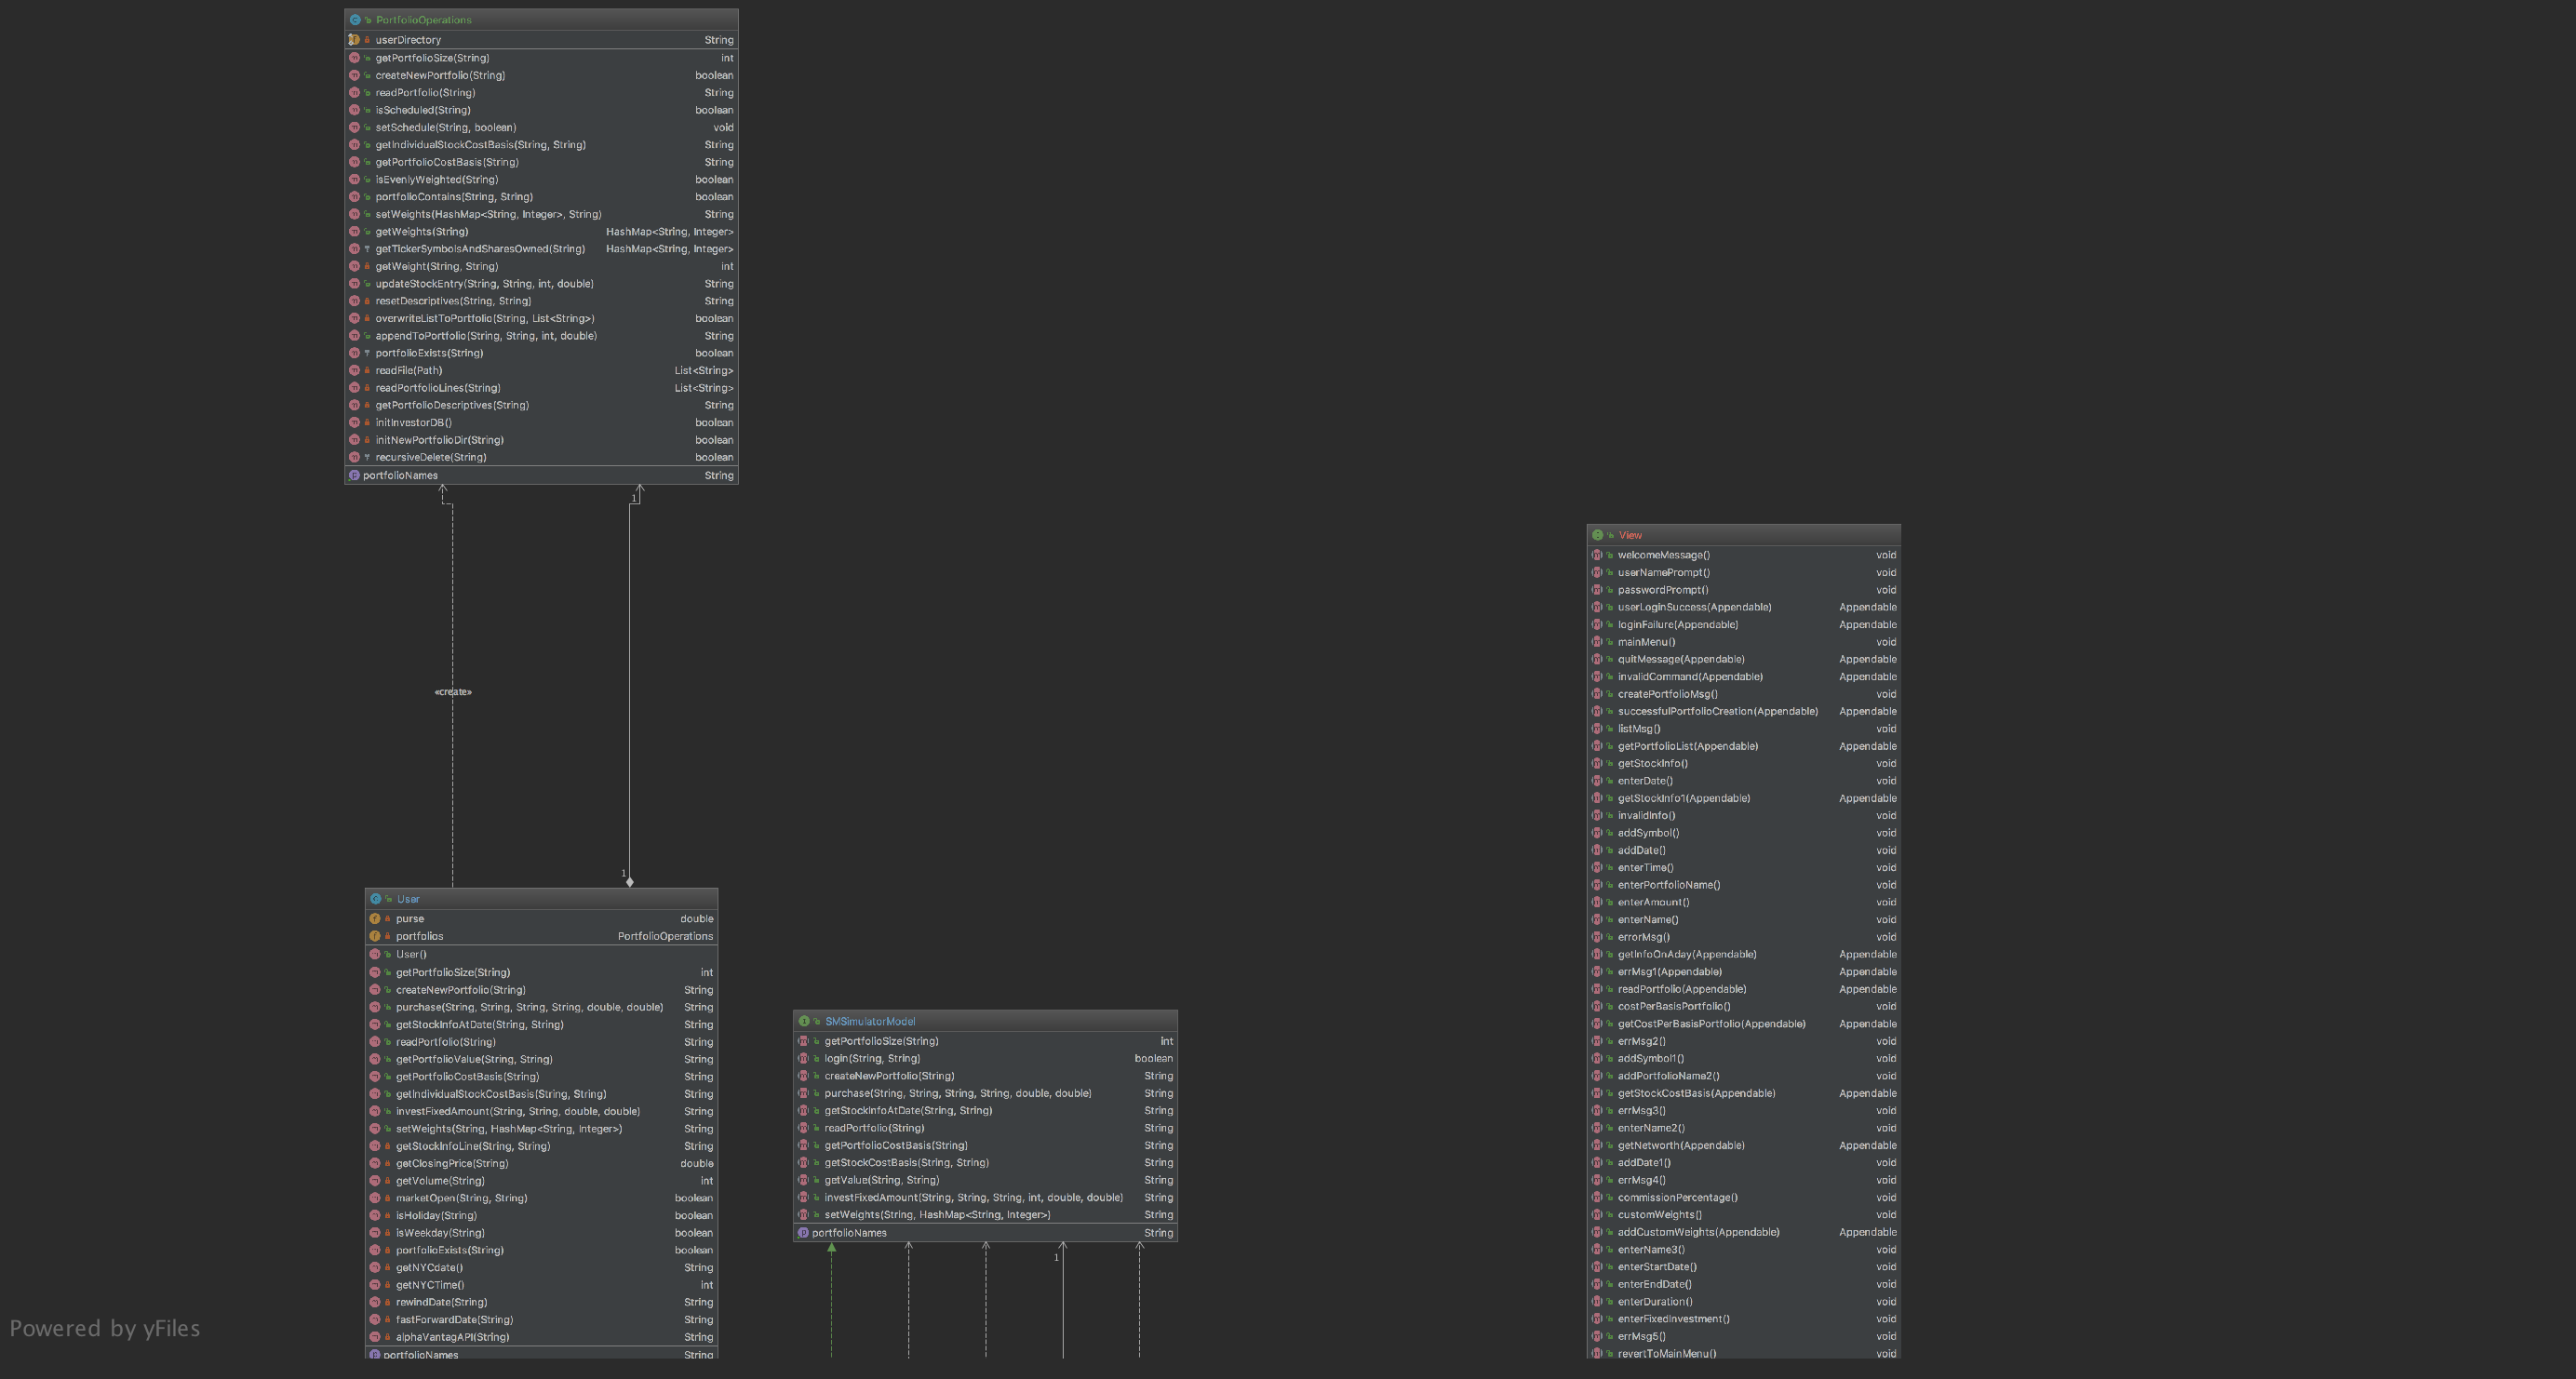 PortfolioOperations
userDirectory String
getPortfolioSize(String) int
createNewPortfolio(String) boolean
readPortfolio(String) String
isScheduled(String) boolean
setSchedule(String, boolean) void
getIndividualStockCostBasis(String, String) String
getPortfolioCostBasis(String) String
isEvenlyWeighted(String) boolean
portfolioContains(String, String) boolean
setWeights(HashMap<String, Integer>, String) String
getWeights(String) HashMap<String, Integer>
getTickerSymbolsAndSharesOwned(String) HashMap<String, Integer>
getWeight(String, String) int
updateStockEntry(String, String, int, double) String
resetDescriptives(String, String) String
overwriteListToPortfolio(String, List<String>) boolean
appendToPortfolio(String, String, int, double) String
portfolioExists(String) boolean
readFile(Path) List<String>
readPortfolioLines(String) List<String>
getPortfolioDescriptives(String) String
initInvestorDB() boolean
initNewPortfolioDir(String) boolean
recursiveDelete(String) boolean
portfolioNames String
1
«create»
1
User
purse double
portfolios PortfolioOperations
User()
getPortfolioSize(String) int
createNewPortfolio(String) String
purchase(String, String, String, String, double, double) String
getStockInfoAtDate(String, String) String
readPortfolio(String) String
getPortfolioValue(String, String) String
getPortfolioCostBasis(String) String
getIndividualStockCostBasis(String, String) String
investFixedAmount(String, String, double, double) String
setWeights(String, HashMap<String, Integer>) String
getStockInfoLine(String, String) String
getClosingPrice(String) double
getVolume(String) int
marketOpen(String, String) boolean
isHoliday(String) boolean
isWeekday(String) boolean
portfolioExists(String) boolean
getNYCdate() String
getNYCTime() int
rewindDate(String) String
fastForwardDate(String) String
alphaVantagAPI(String) String
portfolioNames String
SMSimulatorModel
getPortfolioSize(String) int
login(String, String) boolean
createNewPortfolio(String) String
purchase(String, String, String, String, double, double) String
getStockInfoAtDate(String, String) String
readPortfolio(String) String
getPortfolioCostBasis(String) String
getStockCostBasis(String, String) String
getValue(String, String) String
investFixedAmount(String, String, String, int, double, double) String
setWeights(String, HashMap<String, Integer>) String
portfolioNames String
1
View
welcomeMessage() void
userNamePrompt() void
passwordPrompt() void
userLoginSuccess(Appendable) Appendable
loginFailure(Appendable) Appendable
mainMenu() void
quitMessage(Appendable) Appendable
invalidCommand(Appendable) Appendable
createPortfolioMsg() void
successfulPortfolioCreation(Appendable) Appendable
listMsg() void
getPortfolioList(Appendable) Appendable
getStockInfo() void
enterDate() void
getStockInfo1(Appendable) Appendable
invalidInfo() void
addSymbol() void
addDate() void
enterTime() void
enterPortfolioName() void
enterAmount() void
enterName() void
errorMsg() void
getInfoOnAday(Appendable) Appendable
errMsg1(Appendable) Appendable
readPortfolio(Appendable) Appendable
costPerBasisPortfolio() void
getCostPerBasisPortfolio(Appendable) Appendable
errMsg2() void
addSymbol1() void
addPortfolioName2() void
getStockCostBasis(Appendable) Appendable
errMsg3() void
enterName2() void
getNetworth(Appendable) Appendable
addDate1() void
errMsg4() void
commissionPercentage() void
customWeights() void
addCustomWeights(Appendable) Appendable
enterName3() void
enterStartDate() void
enterEndDate() void
enterDuration() void
enterFixedInvestment() void
errMsg5() void
revertToMainMenu() void
Powered by yFiles